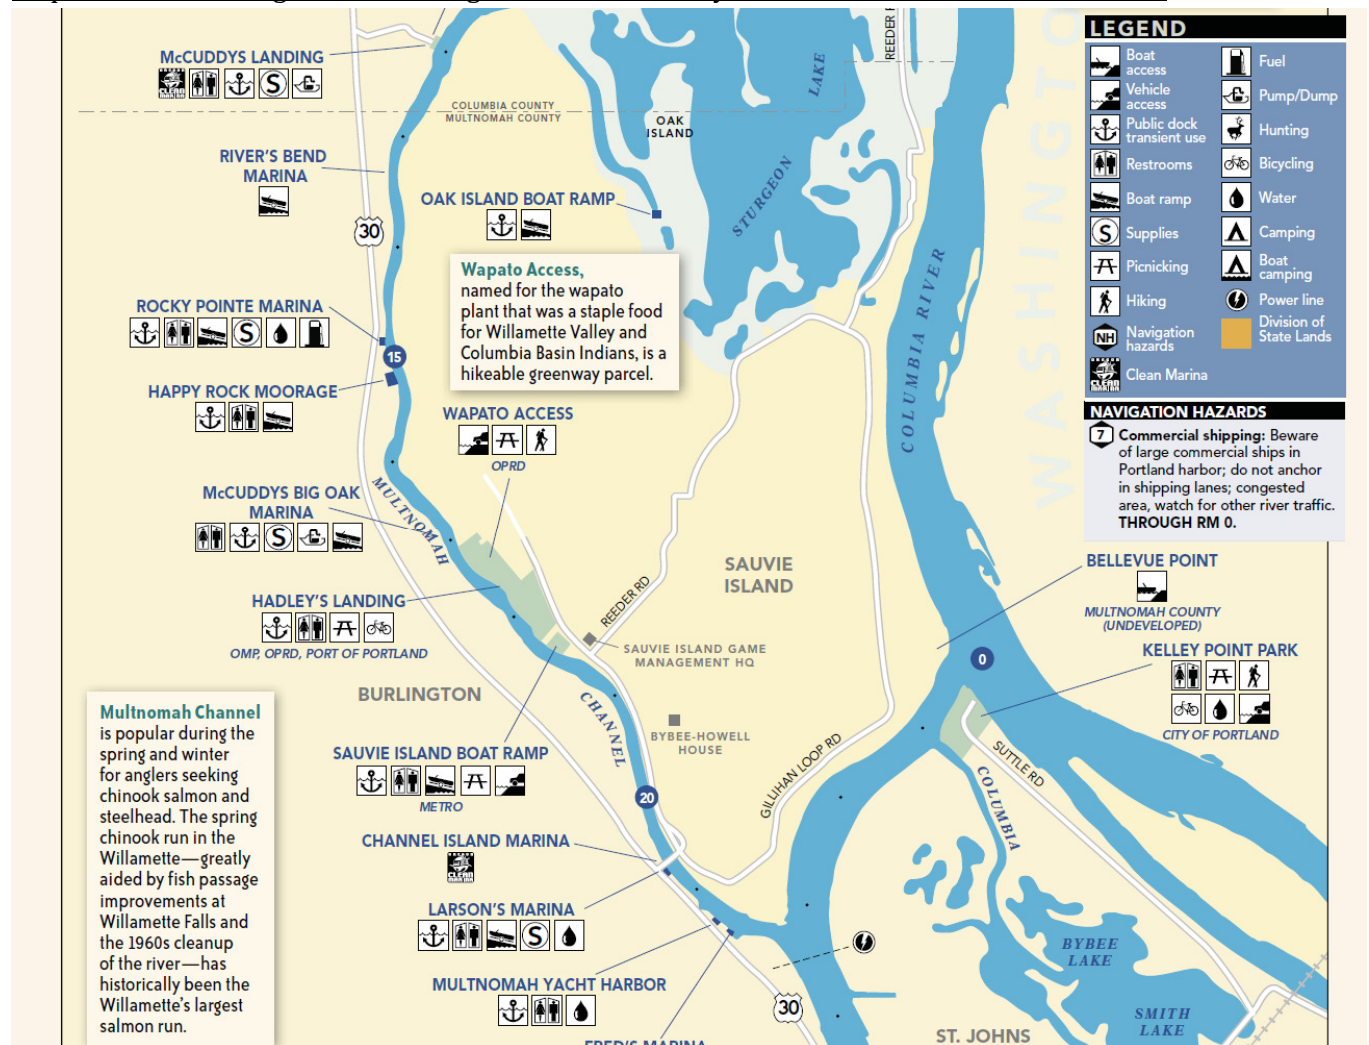 McCUDDYS LANDING
CLEAN
MARINA
S
COLUMBIA COUNTY
MULTNOMAH COUNTY
OAK
ISLAND
LAKE
STURGEON
REEDER
RIVER'S BEND
MARINA
30
OAK ISLAND BOAT RAMP
Wapato Access,
named for the wapato
plant that was a staple food
for Willamette Valley and
Columbia Basin Indians, is a
hikeable greenway parcel.
ROCKY POINTE MARINA
S
15
HAPPY ROCK MOORAGE
WAPATO ACCESS
OPRD
McCUDDYS BIG OAK
MARINA
S
MULTNOMAH
CHANNEL
HADLEY'S LANDING
OMP, OPRD, PORT OF PORTLAND
REEDER RD
SAUVIE
ISLAND
SAUVIE ISLAND GAME
MANAGEMENT HQ
BURLINGTON
BYBEE-HOWELL
HOUSE
Multnomah Channel
is popular during the
spring and winter
for anglers seeking
chinook salmon and
steelhead. The spring
chinook run in the
Willamette—greatly
aided by fish passage
improvements at
Willamette Falls and
the 1960s cleanup
of the river—has
historically been the
Willamette's largest
salmon run.
SAUVIE ISLAND BOAT RAMP
METRO
20
GILLIHAN LOOP RD
CHANNEL ISLAND MARINA
CLEAN
MARINA
LARSON'S MARINA
S
MULTNOMAH YACHT HARBOR
FRED'S MARINA
30
COLUMBIA RIVER
WASHINGTO
LEGEND
Boat
access
Vehicle
access
Public dock
transient use
Restrooms
Boat ramp
S
Supplies
Picnicking
Hiking
NH
Navigation
hazards
CLEAN
MARINA
Clean Marina
Fuel
Pump/Dump
Hunting
Bicycling
Water
Camping
Boat
camping
Power line
Division of
State Lands
NAVIGATION HAZARDS
7
Commercial shipping: Beware
of large commercial ships in
Portland harbor; do not anchor
in shipping lanes; congested
area, watch for other river traffic.
THROUGH RM 0.
BELLEVUE POINT
MULTNOMAH COUNTY
(UNDEVELOPED)
0
KELLEY POINT PARK
CITY OF PORTLAND
SUTTLE RD
COLUMBIA
BYBEE
LAKE
SMITH
LAKE
ST. JOHNS